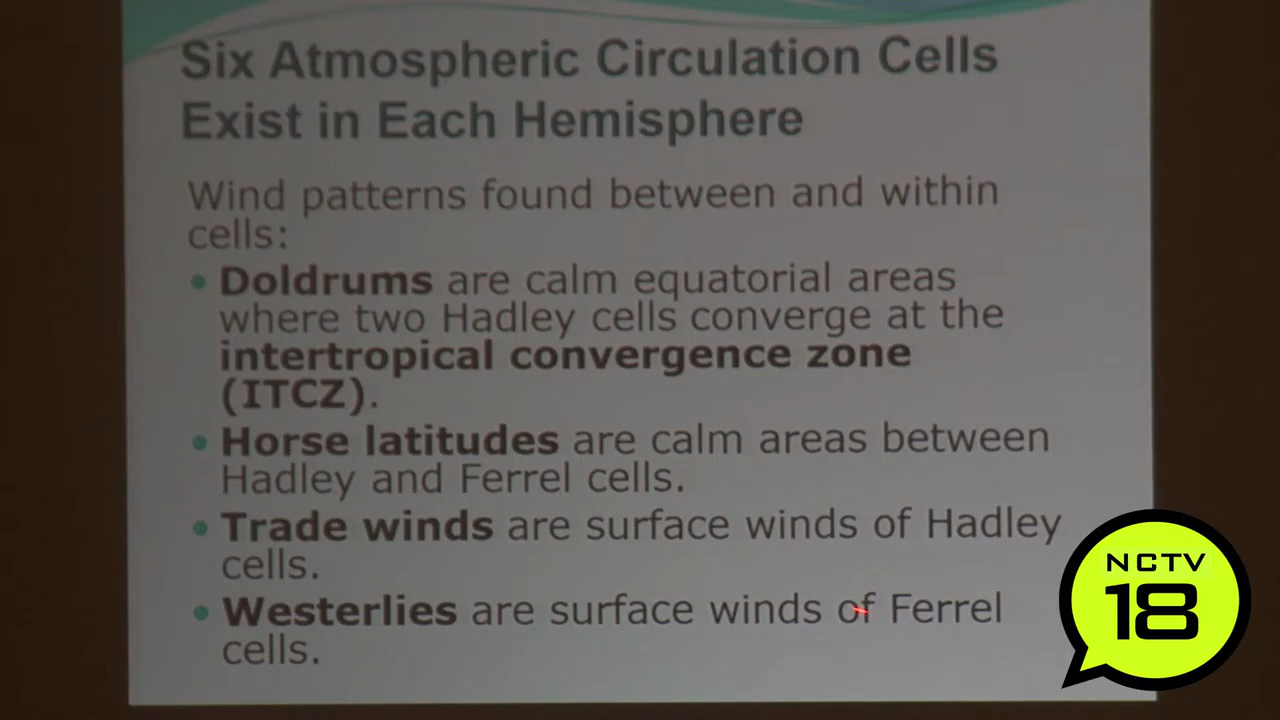 Six Atmospheric Circulation Cells
Exist in Each Hemisphere
Wind patterns found between and within
cells:
• Doldrums are calm equatorial areas
where two Hadley cells converge at the
intertropical convergence zone
(ITCZ).
• Horse latitudes are calm areas between
Hadley and Ferrel cells.
• Trade winds are surface winds of Hadley
cells.
• Westerlies are surface winds of Ferrel
cells.
NCTV
18